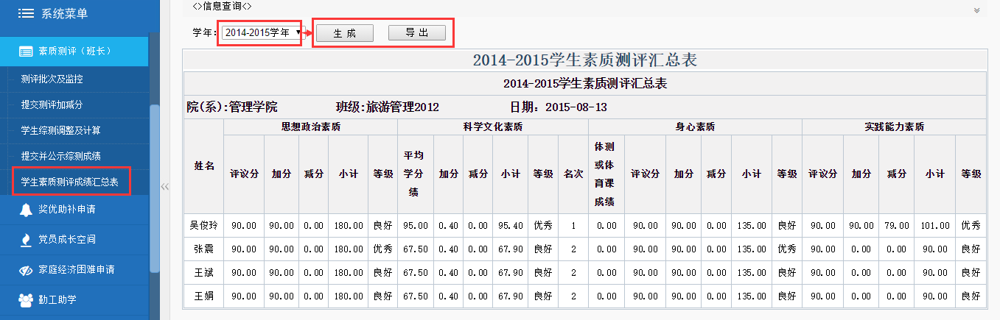 系统菜单
素质测评（班长）
测评批次及监控
提交测评加减分
学生综测调整及计算
提交并公示综测成绩
学生素质测评成绩汇总表
奖优助补申请
党员成长空间
家庭经济困难申请
勤工助学
<>信息查询<>
学年: 2014-2015学年 生 成 导 出
2014-2015学生素质测评汇总表
2014-2015学生素质测评汇总表
院(系):管理学院 班级:旅游管理2012 日期: 2015-08-13
姓名 思想政治素质 科学文化素质 身心素质 实践能力素质
评议分 加分 减分 小计 等级 平均学分绩 加分 减分 小计 等级 名次 体测或体育课成绩 评议分 加分 减分 小计 等级 评议分 加分 减分 小计 等级
吴俊玲 90.00 90.00 0.00 180.00 良好 95.00 0.40 0.00 95.40 优秀 1 0.00 90.00 90.00 0.00 135.00 良好 90.00 90.00 79.00 101.00 优秀
张震 90.00 90.00 0.00 180.00 优秀 67.50 0.40 0.00 67.90 良好 2 0.00 90.00 90.00 0.00 135.00 优秀 90.00 0.00 0.00 90.00 良好
王斌 90.00 90.00 0.00 180.00 良好 67.50 0.40 0.00 67.90 良好 2 0.00 90.00 90.00 0.00 135.00 良好 90.00 0.00 0.00 90.00 良好
王娟 90.00 90.00 0.00 180.00 良好 67.50 0.40 0.00 67.90 良好 2 0.00 90.00 90.00 0.00 135.00 良好 90.00 0.00 0.00 90.00 良好